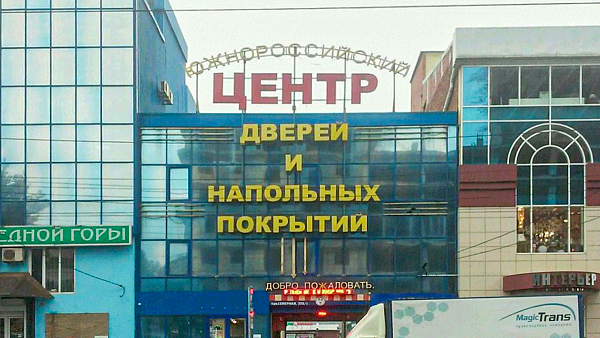 ЮЖНОРОССИЙСКИЙ
ЦЕНТР
ДВЕРЕЙ
И
НАПОЛЬНЫХ
ПОКРЫТИЙ
ЕДНОЙ ГОРЫ
ДОБРО ПОЖАЛОВАТЬ.
ИНТЕРЬЕР
MagicTrans